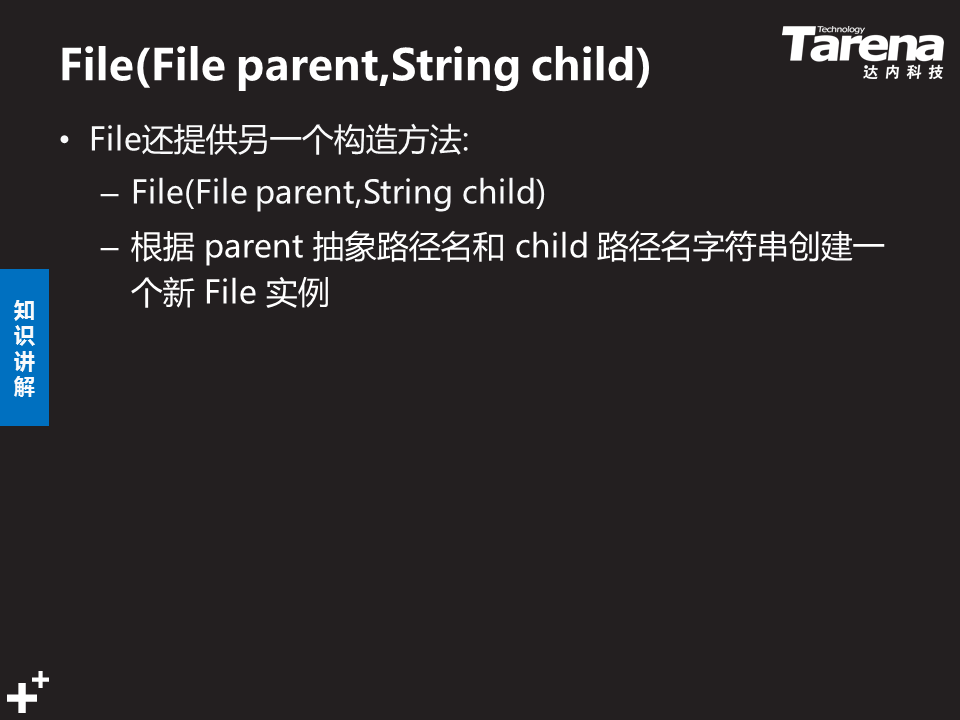 File(File parent,String child)
Technology
Tarena
达内科技
• File还提供另一个构造方法:
– File(File parent,String child)
– 根据 parent 抽象路径名和 child 路径名字符串创建一
个新 File 实例
知
识
讲
解